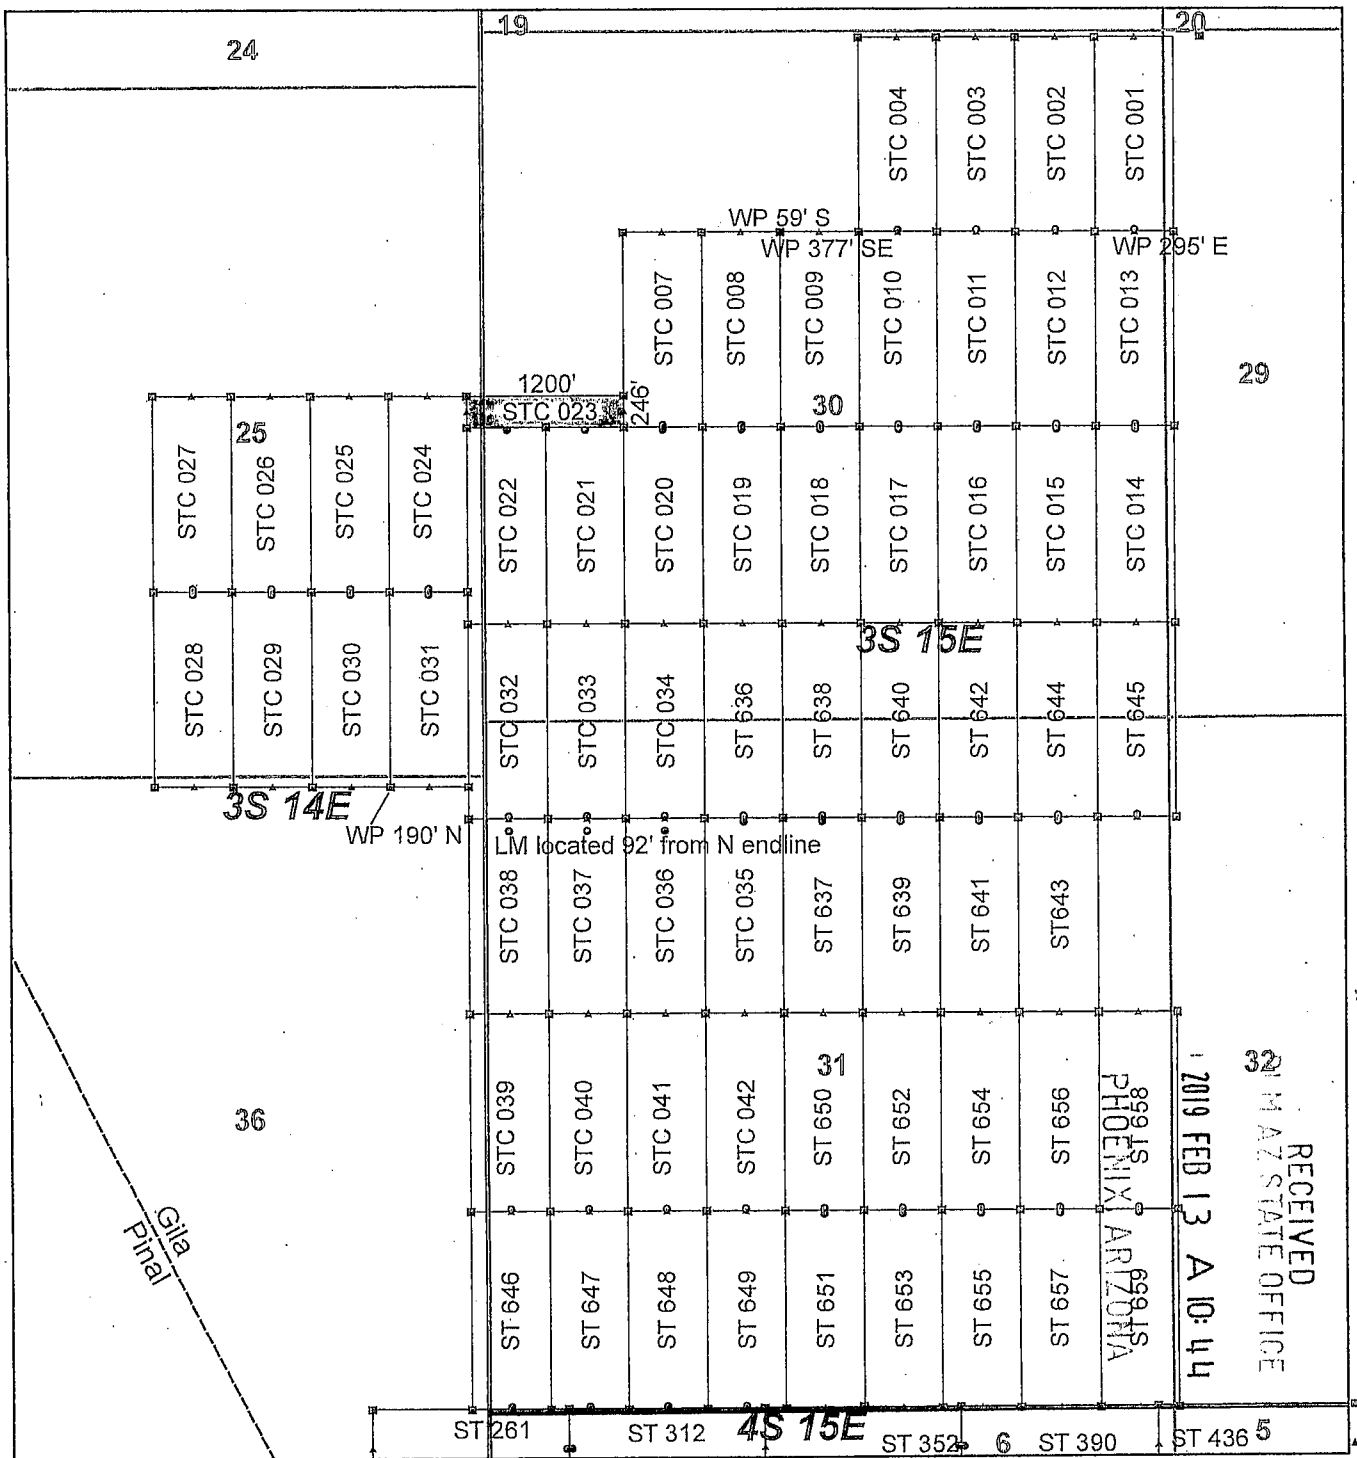 24
19
20
STC 004
STC 003
STC 002
STC 001
WP 59' S
WP 377' SE
WP 295' E
STC 007
STC 008
STC 009
STC 010
STC 011
STC 012
STC 013
29
1200'
STC 023
246'
30
25
STC 027
STC 026
STC 025
STC 024
STC 022
STC 021
STC 020
STC 019
STC 018
STC 017
STC 016
STC 015
STC 014
3S 15E
STC 028
STC 029
STC 030
STC 031
STC 032
STC 033
STC 034
ST 636
ST 638
ST 640
ST 642
ST 644
ST 645
3S 14E
WP 190' N
LM located 92' from N endline
STC 038
STC 037
STC 036
STC 035
ST 637
ST 639
ST 641
ST643
31
32
36
STC 039
STC 040
STC 041
STC 042
ST 650
ST 652
ST 654
ST 656
ST 658
Gila
Pinal
ST 646
ST 647
ST 648
ST 649
ST 651
ST 653
ST 655
ST 657
ST 659
RECEIVED
AZ STATE OFFICE
2019 FEB 13 A 10:44
PHOENIX, ARIZONA
4S 15E
ST 261
ST 312
ST 352
6
ST 390
ST 436
5